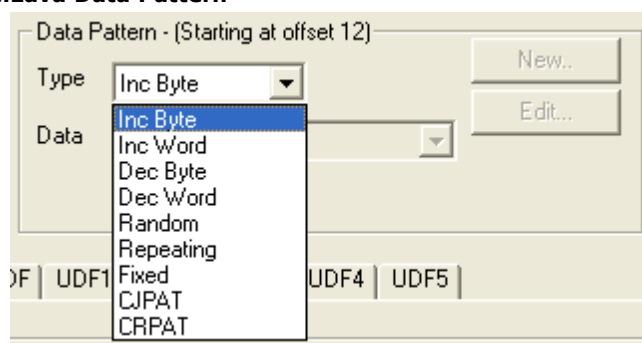 Data Pattern - (Starting at offset 12)
New..
Type Inc Byte
Edit...
Inc Byte
Data
Inc Word
Dec Byte
Dec Word
Random
Repeating
Fixed
UDF1 UDF4 UDF5
CJPAT
CRPAT